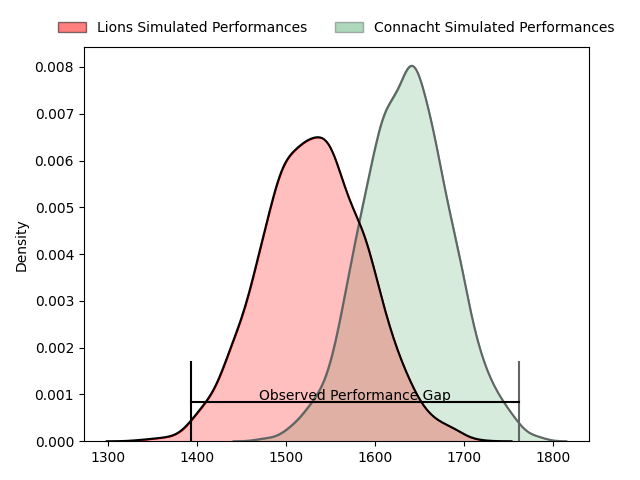 Lions Simulated Performances
Connacht Simulated Performances
0.008
0.007
0.006
0.005
0.004
0.003
0.002
0.001
0.000
Density
Observed Performance Gap
1300 1400 1500 1600 1700 1800